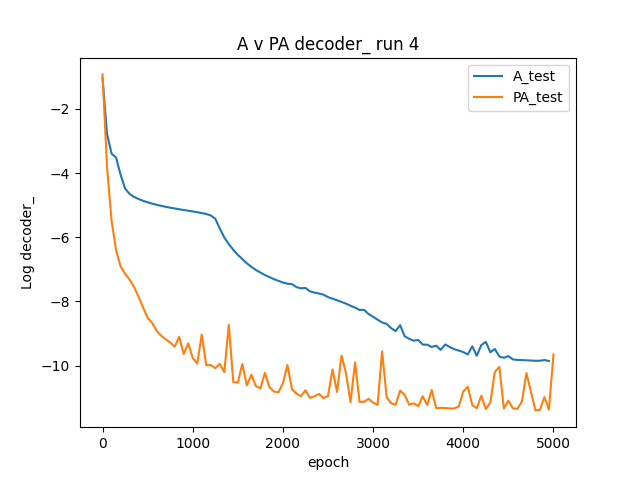 A v PA decoder_ run 4
A_test
PA_test
Log decoder_
−2
−4
−6
−8
−10
0
1000
2000
3000
4000
5000
epoch